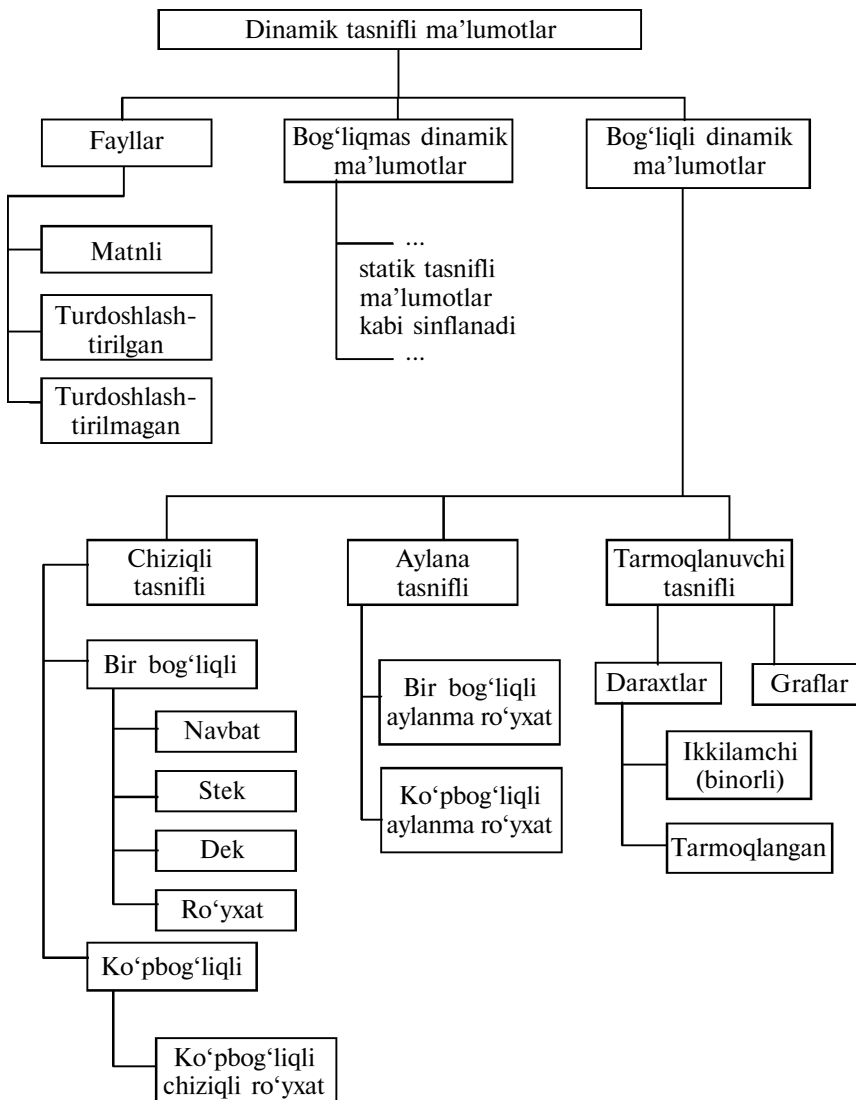 Dinamik tasnifli ma’lumotlar
Fayllar
Bog‘liqmas dinamik
ma’lumotlar
Bog‘liqli dinamik
ma’lumotlar
Matnli
Turdoshlash-
tirilgan
Turdoshlash-
tirilmagan
...
statik tasnifli
ma’lumotlar
kabi sinflanadi
...
Chiziqli
tasnifli
Aylana
tasnifli
Tarmoqlanuvchi
tasnifli
Bir bog‘liqli
Navbat
Stek
Dek
Ro‘yxat
Ko‘pbog‘liqli
Ko‘pbog‘liqli
chiziqli ro‘yxat
Bir bog‘liqli
aylanma ro‘yxat
Ko‘pbog‘liqli
aylanma ro‘yxat
Daraxtlar
Graflar
Ikkilamchi
(binorli)
Tarmoqlangan